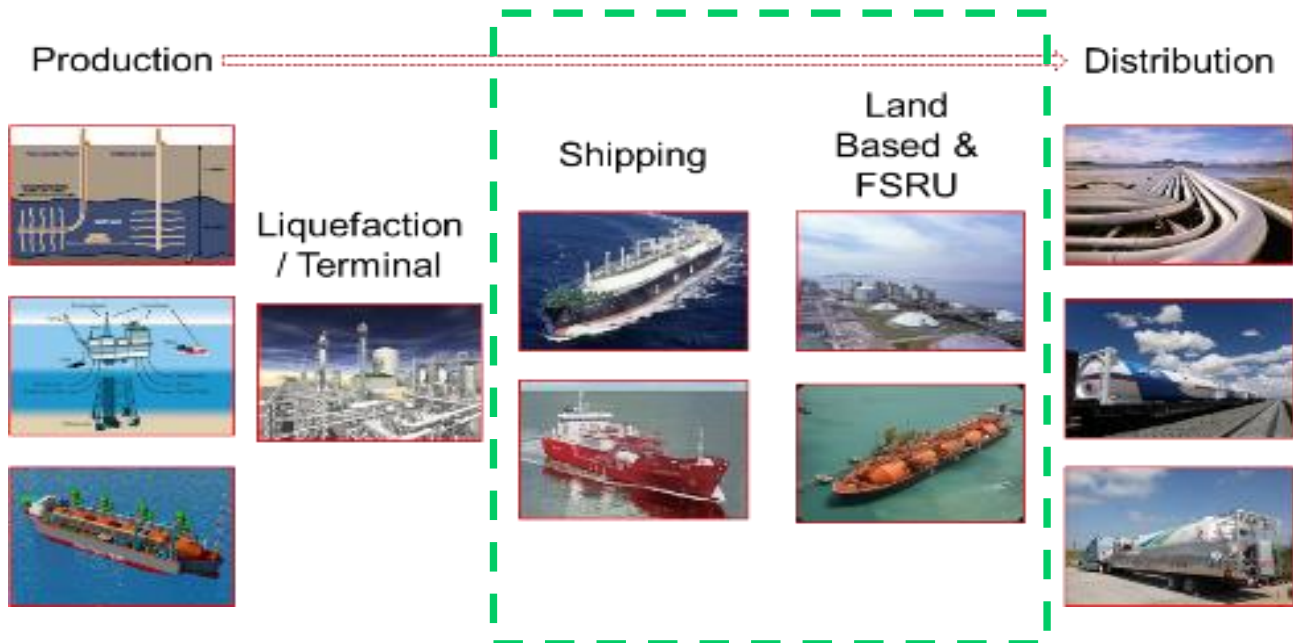 Production
Distribution
Land
Based &
FSRU
Shipping
Liquefaction
/ Terminal